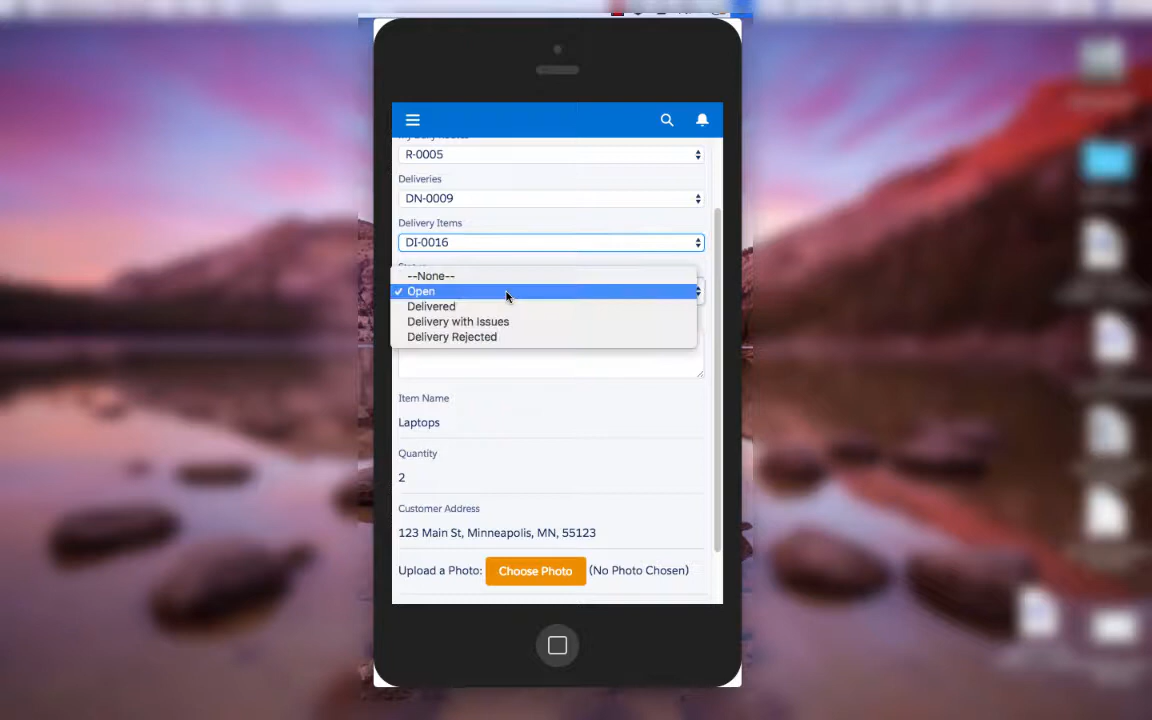 R-0005
Deliveries
DN-0009
Delivery Items
DI-0016
--None--
✓ Open
Delivered
Delivery with Issues
Delivery Rejected
Item Name
Laptops
Quantity
2
Customer Address
123 Main St, Minneapolis, MN, 55123
Upload a Photo: Choose Photo (No Photo Chosen)